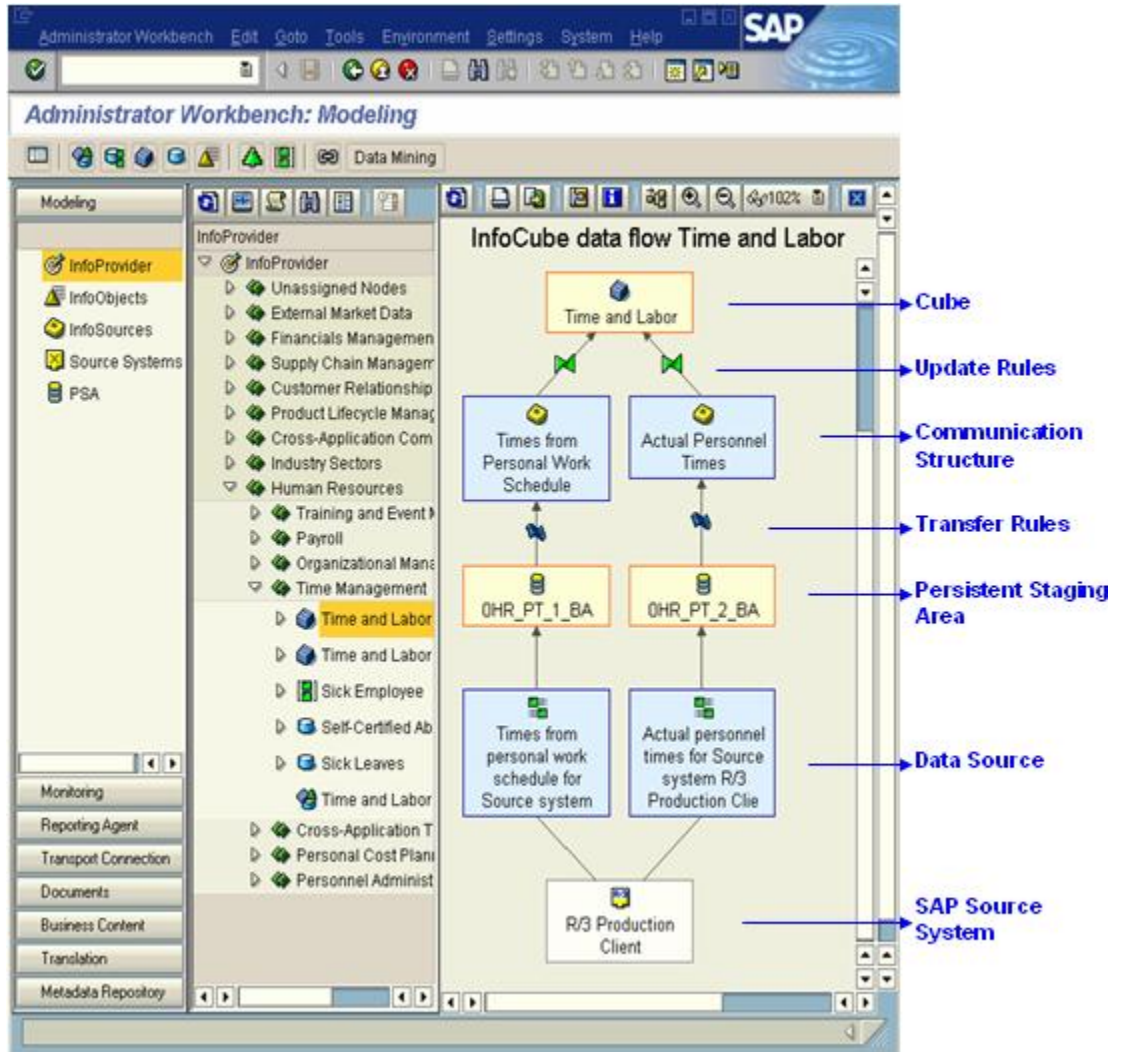 Administrator Workbench Edit Goto Tools Environment Settings System Help
SAP
Administrator Workbench: Modeling
Data Mining
Modeling
InfoProvider
InfoObjects
InfoSources
Source Systems
PSA
Monitoring
Reporting Agent
Transport Connection
Documents
Business Content
Translation
Metadata Repository
InfoProvider
InfoProvider
Unassigned Nodes
External Market Data
Financials Managemen
Supply Chain Managem
Customer Relationship
Product Lifecycle Manag
Cross-Application Com
Industry Sectors
Human Resources
Training and Event M
Payroll
Organizational Mana
Time Management
Time and Labor
Time and Labor
Sick Employee
Self-Certified Ab
Sick Leaves
Time and Labor
Cross-Application T
Personal Cost Plann
Personnel Administ
102%
InfoCube data flow Time and Labor
Time and Labor
Times from
Personal Work
Schedule
Actual Personnel
Times
0HR_PT_1_BA
0HR_PT_2_BA
Times from
personal work
schedule for
Source system
Actual personnel
times for Source
system R/3
Production Clie
R/3 Production
Client
Cube
Update Rules
Communication
Structure
Transfer Rules
Persistent Staging
Area
Data Source
SAP Source
System